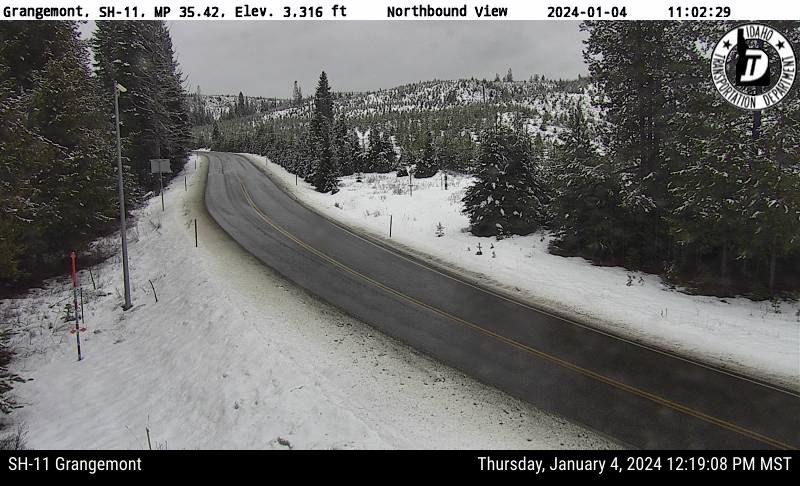 Grangemont, SH-11, MP 35.42, Elev. 3,316 ft Northbound View 2024-01-04 11:02:29
IDAHO
TRANSPORTATION DEPARTMENT
SH-11 Grangemont Thursday, January 4, 2024 12:19:08 PM MST